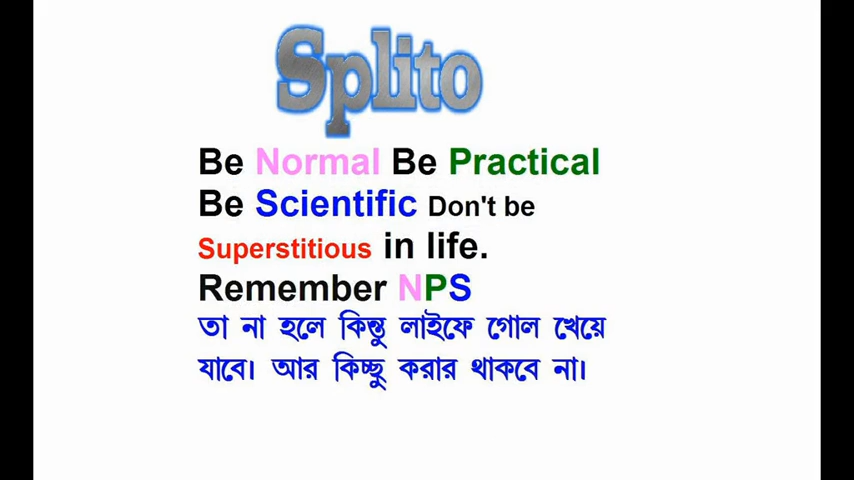 Splito
Be Normal Be Practical
Be Scientific Don't be
Superstitious in life.
Remember NPS
তা না হলে কিন্তু লাইফে গোল খেয়ে
যাবে। আর কিচ্ছু করার থাকবে না।